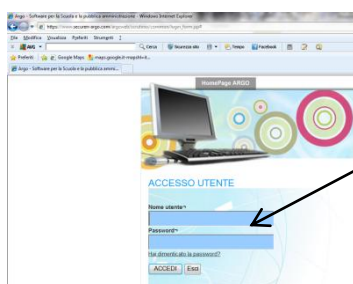 Argo - Software per la Scuola e la pubblica amministrazione - Windows Internet Explorer
File Modifica Visualizza Preferiti Strumenti ?
AVG Cerca Sicurezza sito Tempo Facebook
Preferiti Google Maps
Argo - Software per la Scuola e la pubblica ammi...
HomePage ARGO
ACCESSO UTENTE
Nome utente
Password
Hai dimenticato la password?
ACCEDI Esci